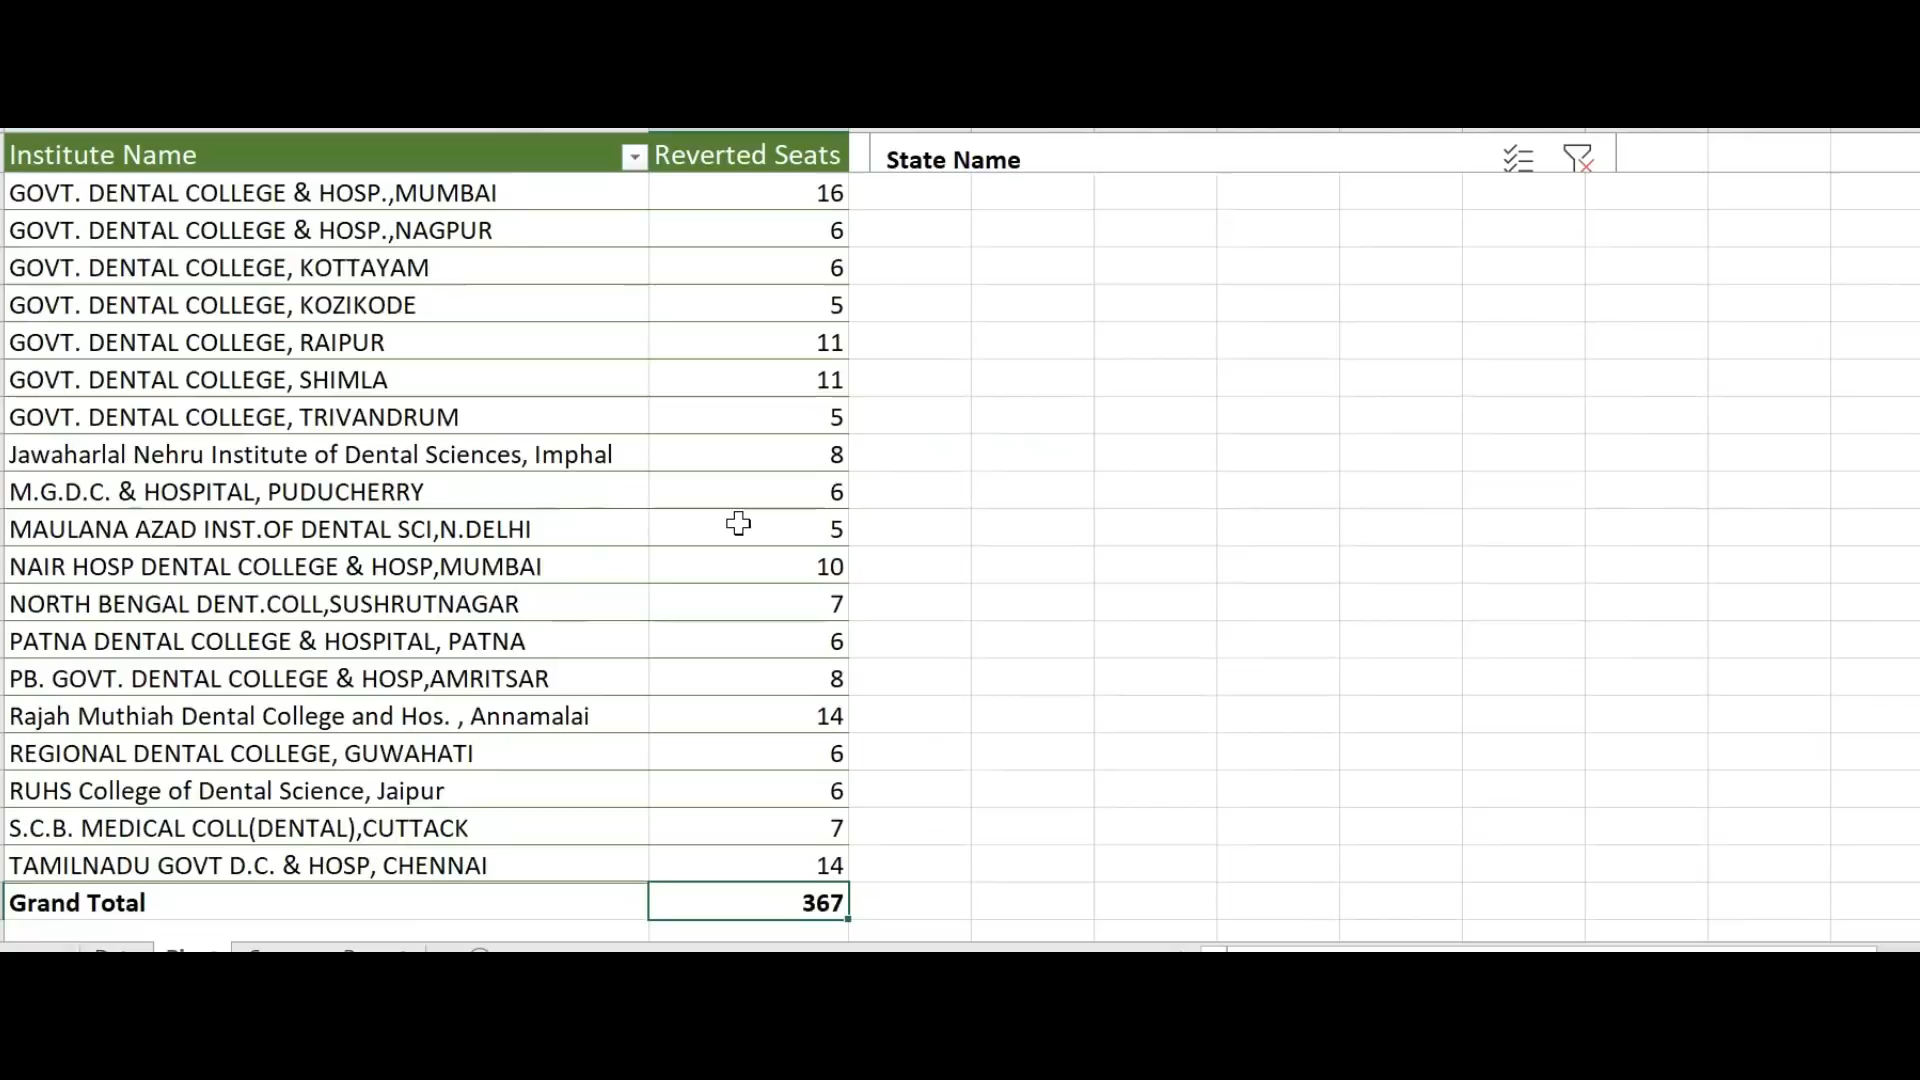 Institute Name Reverted Seats State Name
GOVT. DENTAL COLLEGE & HOSP.,MUMBAI 16
GOVT. DENTAL COLLEGE & HOSP.,NAGPUR 6
GOVT. DENTAL COLLEGE, KOTTAYAM 6
GOVT. DENTAL COLLEGE, KOZIKODE 5
GOVT. DENTAL COLLEGE, RAIPUR 11
GOVT. DENTAL COLLEGE, SHIMLA 11
GOVT. DENTAL COLLEGE, TRIVANDRUM 5
Jawaharlal Nehru Institute of Dental Sciences, Imphal 8
M.G.D.C. & HOSPITAL, PUDUCHERRY 6
MAULANA AZAD INST.OF DENTAL SCI,N.DELHI 5
NAIR HOSP DENTAL COLLEGE & HOSP,MUMBAI 10
NORTH BENGAL DENT.COLL,SUSHRUTNAGAR 7
PATNA DENTAL COLLEGE & HOSPITAL, PATNA 6
PB. GOVT. DENTAL COLLEGE & HOSP,AMRITSAR 8
Rajah Muthiah Dental College and Hos. , Annamalai 14
REGIONAL DENTAL COLLEGE, GUWAHATI 6
RUHS College of Dental Science, Jaipur 6
S.C.B. MEDICAL COLL(DENTAL),CUTTACK 7
TAMILNADU GOVT D.C. & HOSP, CHENNAI 14
Grand Total 367